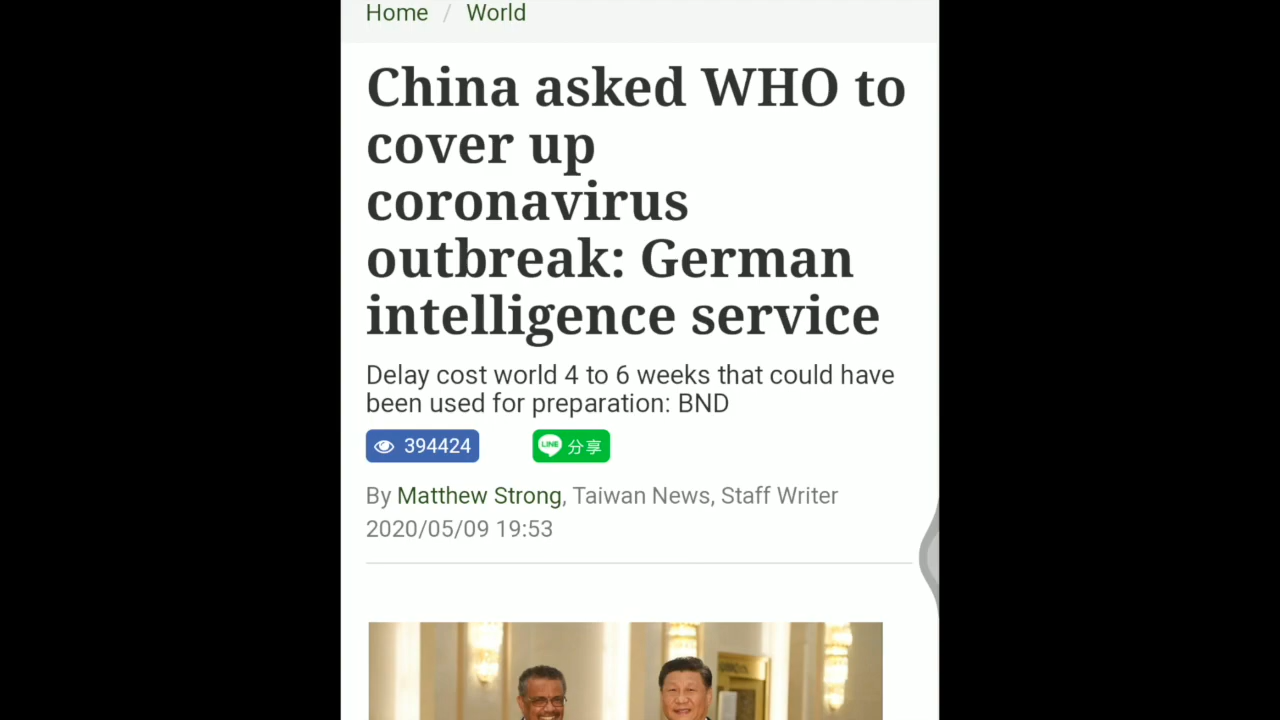 Home / World
China asked WHO to
cover up
coronavirus
outbreak: German
intelligence service
Delay cost world 4 to 6 weeks that could have
been used for preparation: BND
394424
LINE 分享
By Matthew Strong, Taiwan News, Staff Writer
2020/05/09 19:53